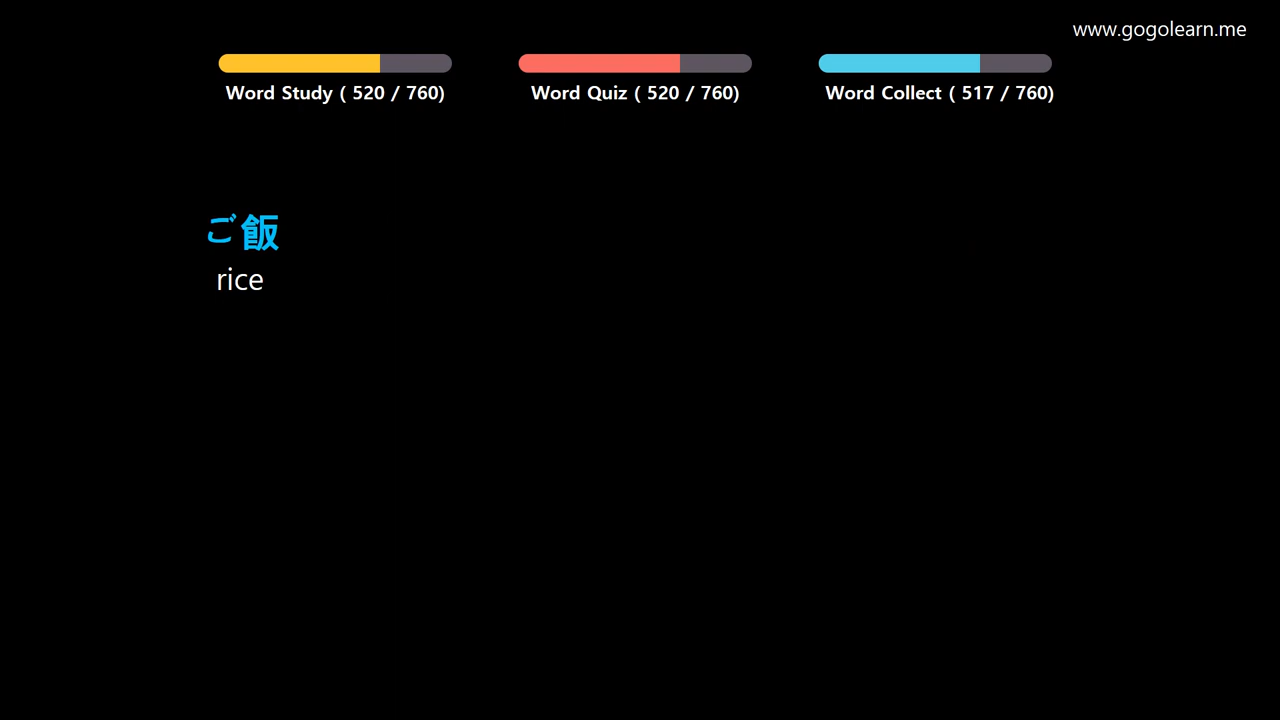 www.gogolearn.me
Word Study ( 520 / 760)
Word Quiz ( 520 / 760)
Word Collect ( 517 / 760)
ご飯
rice